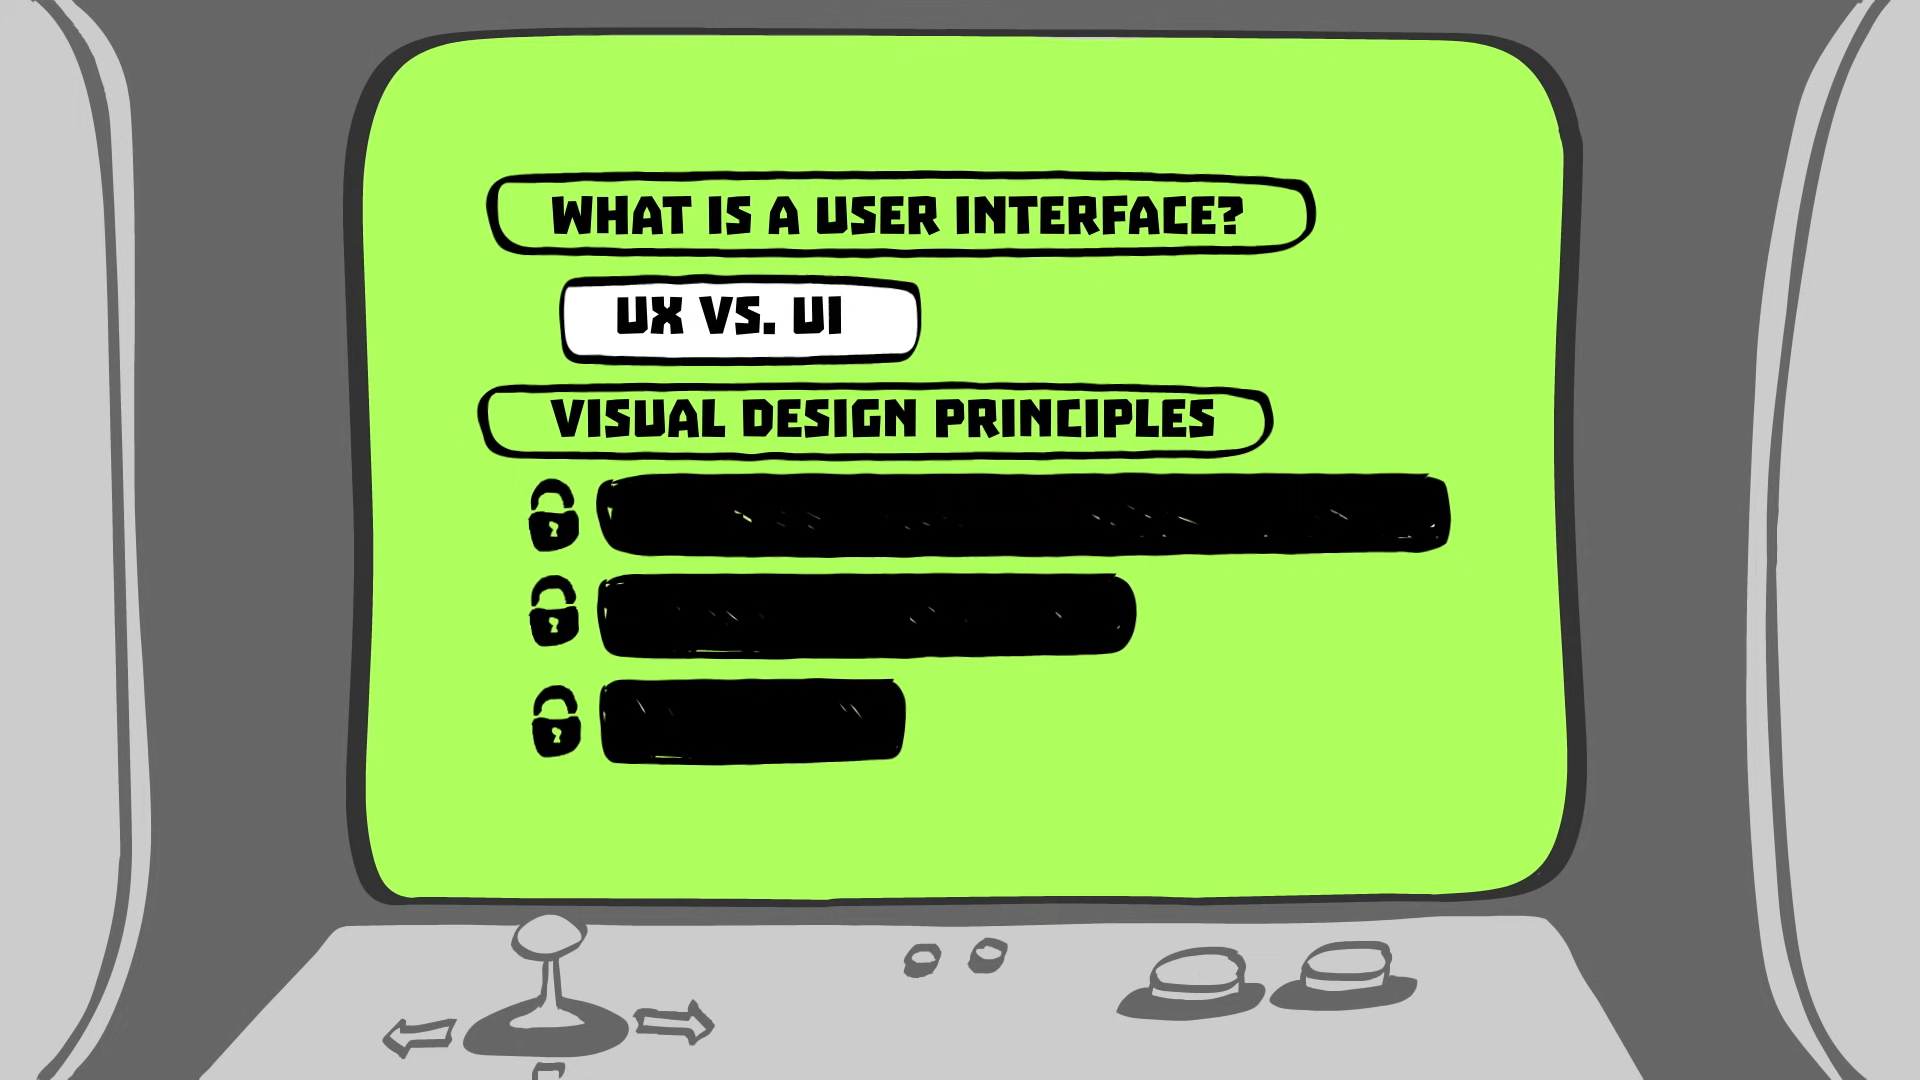 WHAT IS A USER INTERFACE?
UX VS. UI
VISUAL DESIGN PRINCIPLES